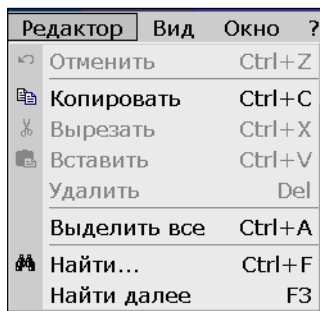 Редактор Вид Окно ?
Отменить Ctrl+Z
Копировать Ctrl+C
Вырезать Ctrl+X
Вставить Ctrl+V
Удалить Del
Выделить все Ctrl+A
Найти... Ctrl+F
Найти далее F3